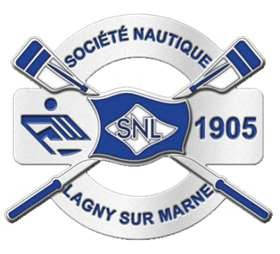 SOCIÉTÉ NAUTIQUE
SNL
1905
LAGNY SUR MARNE